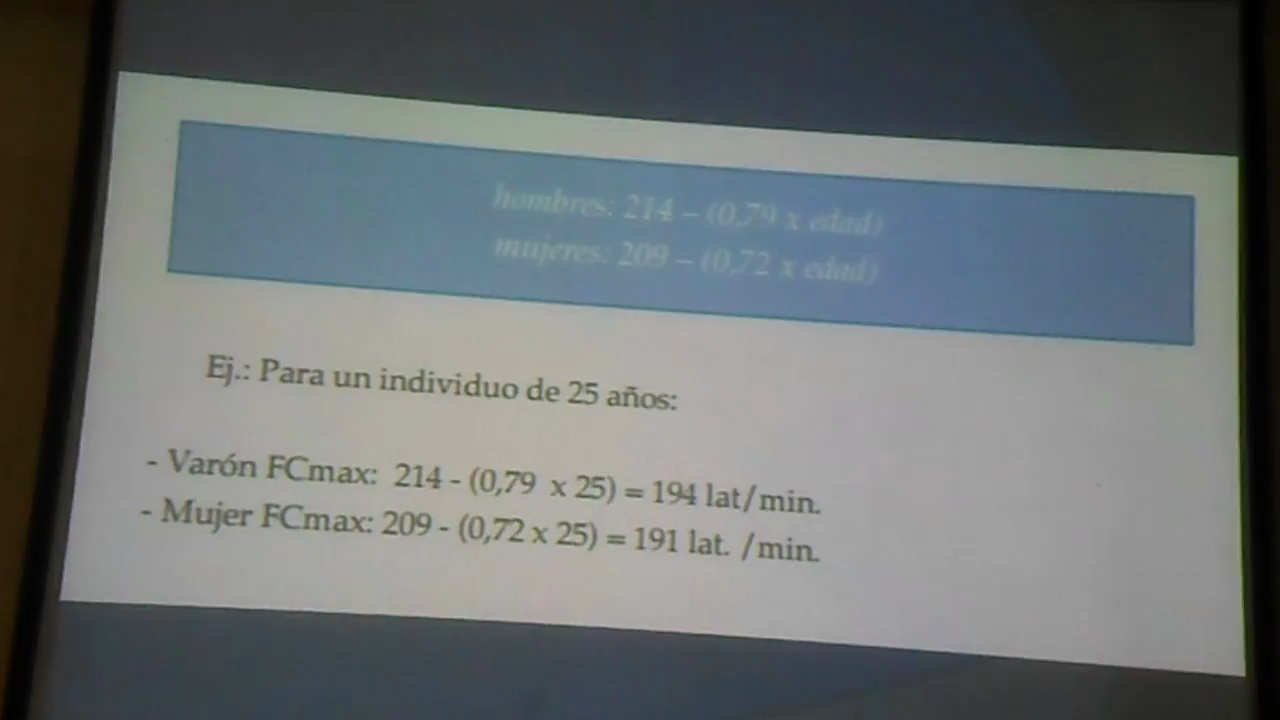 hombres: 214 – (0,79 x edad)
mujeres: 209 – (0,72 x edad)
Ej.: Para un individuo de 25 años:
- Varón FCmax: 214 - (0,79 x 25) = 194 lat/min.
- Mujer FCmax: 209 - (0,72 x 25) = 191 lat. /min.